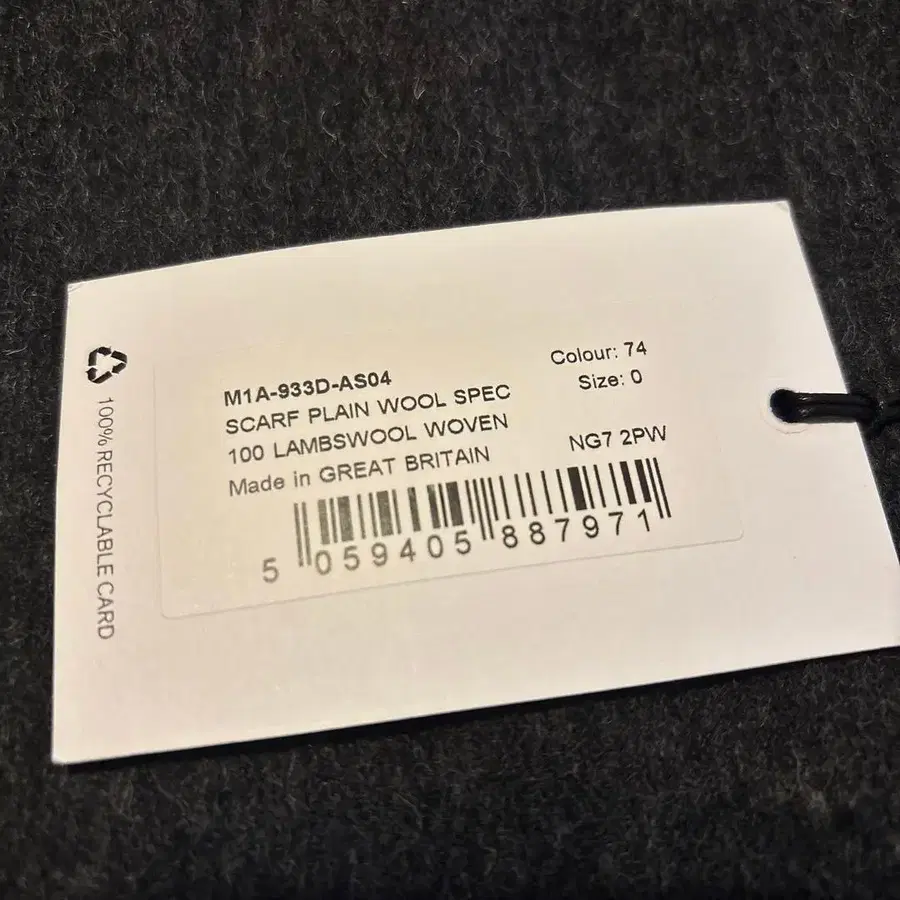 M1A-933D-AS04
SCARF PLAIN WOOL SPEC
100 LAMBSWOOL WOVEN
Made in GREAT BRITAIN
Colour: 74
Size: 0
NG7 2PW
5 059405 887971
100% RECYCLABLE CARD